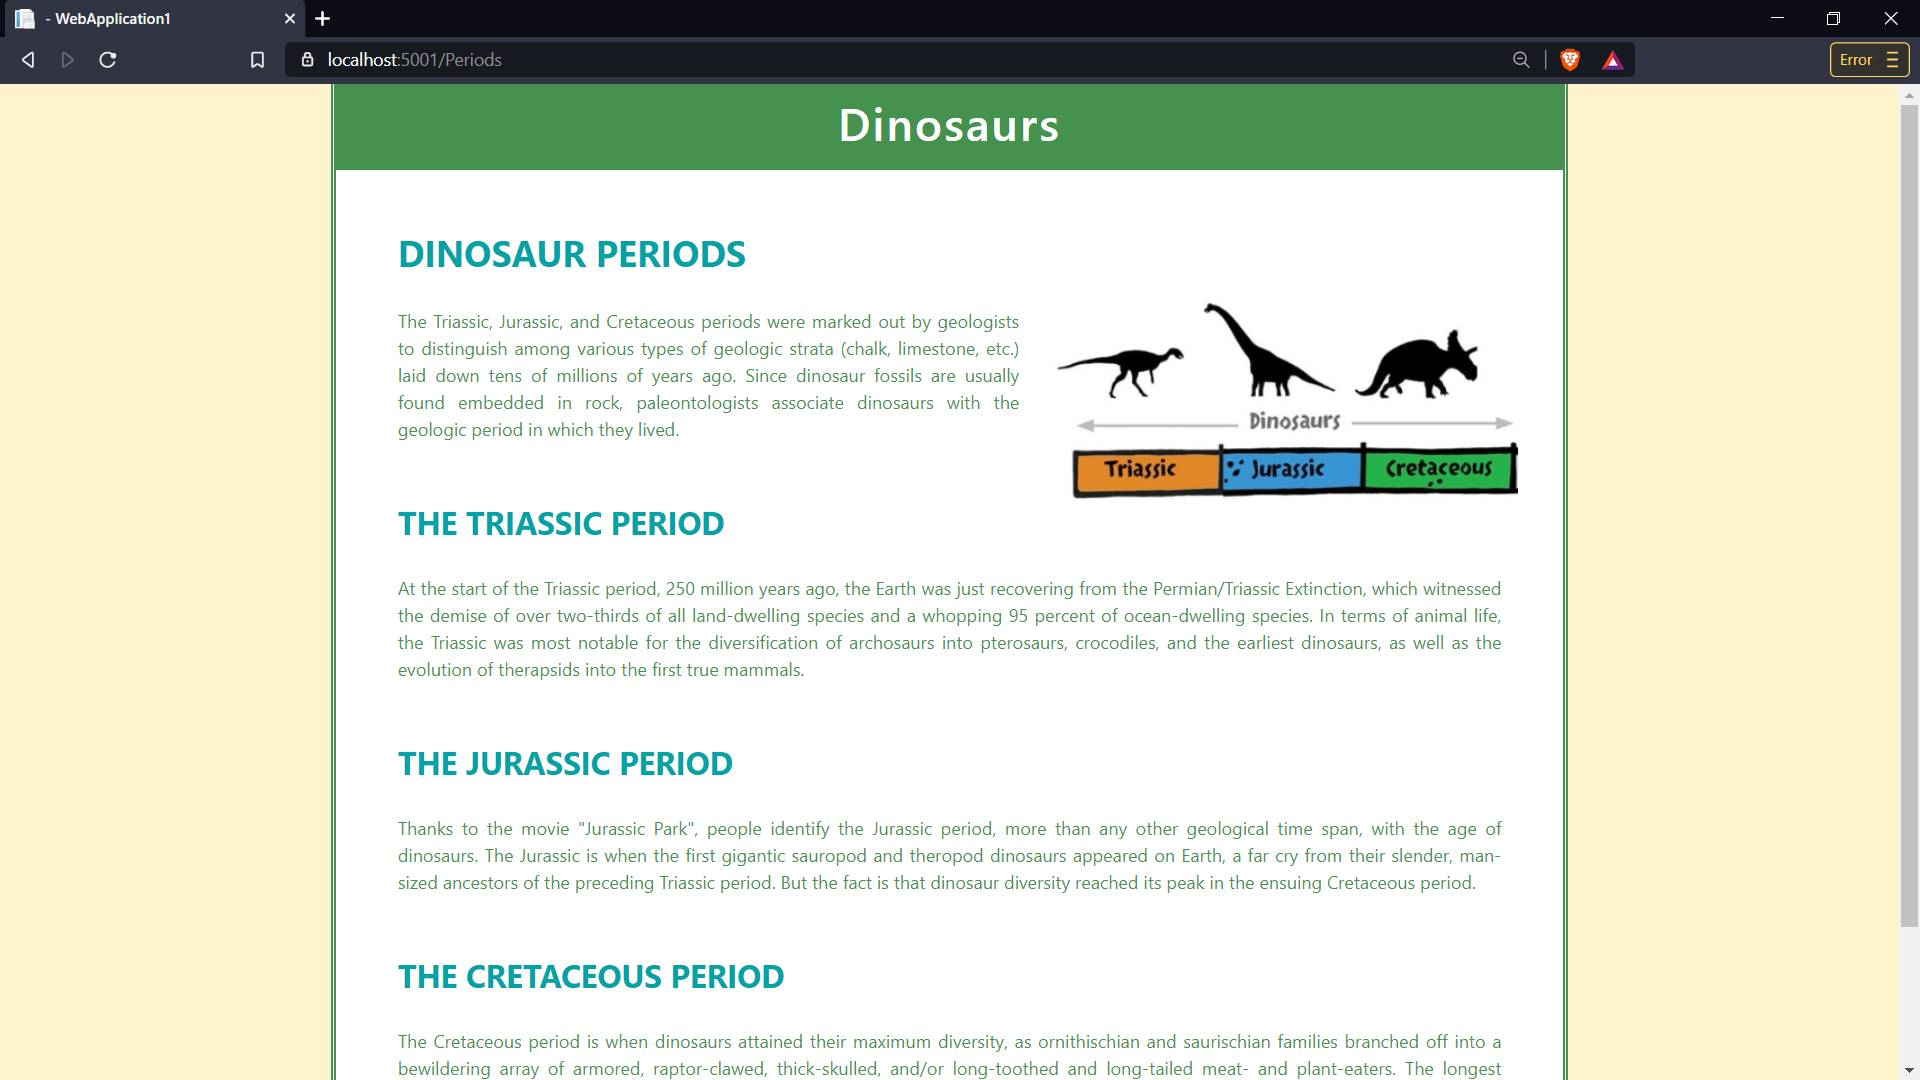 - WebApplication1
localhost:5001/Periods
Error
Dinosaurs
DINOSAUR PERIODS
The Triassic, Jurassic, and Cretaceous periods were marked out by geologists
to distinguish among various types of geologic strata (chalk, limestone, etc.)
laid down tens of millions of years ago. Since dinosaur fossils are usually
found embedded in rock, paleontologists associate dinosaurs with the
geologic period in which they lived.
Dinosaurs
Triassic Jurassic Cretaceous
THE TRIASSIC PERIOD
At the start of the Triassic period, 250 million years ago, the Earth was just recovering from the Permian/Triassic Extinction, which witnessed
the demise of over two-thirds of all land-dwelling species and a whopping 95 percent of ocean-dwelling species. In terms of animal life,
the Triassic was most notable for the diversification of archosaurs into pterosaurs, crocodiles, and the earliest dinosaurs, as well as the
evolution of therapsids into the first true mammals.
THE JURASSIC PERIOD
Thanks to the movie "Jurassic Park", people identify the Jurassic period, more than any other geological time span, with the age of
dinosaurs. The Jurassic is when the first gigantic sauropod and theropod dinosaurs appeared on Earth, a far cry from their slender, man-
sized ancestors of the preceding Triassic period. But the fact is that dinosaur diversity reached its peak in the ensuing Cretaceous period.
THE CRETACEOUS PERIOD
The Cretaceous period is when dinosaurs attained their maximum diversity, as ornithischian and saurischian families branched off into a
bewildering array of armored, raptor-clawed, thick-skulled, and/or long-toothed and long-tailed meat- and plant-eaters. The longest